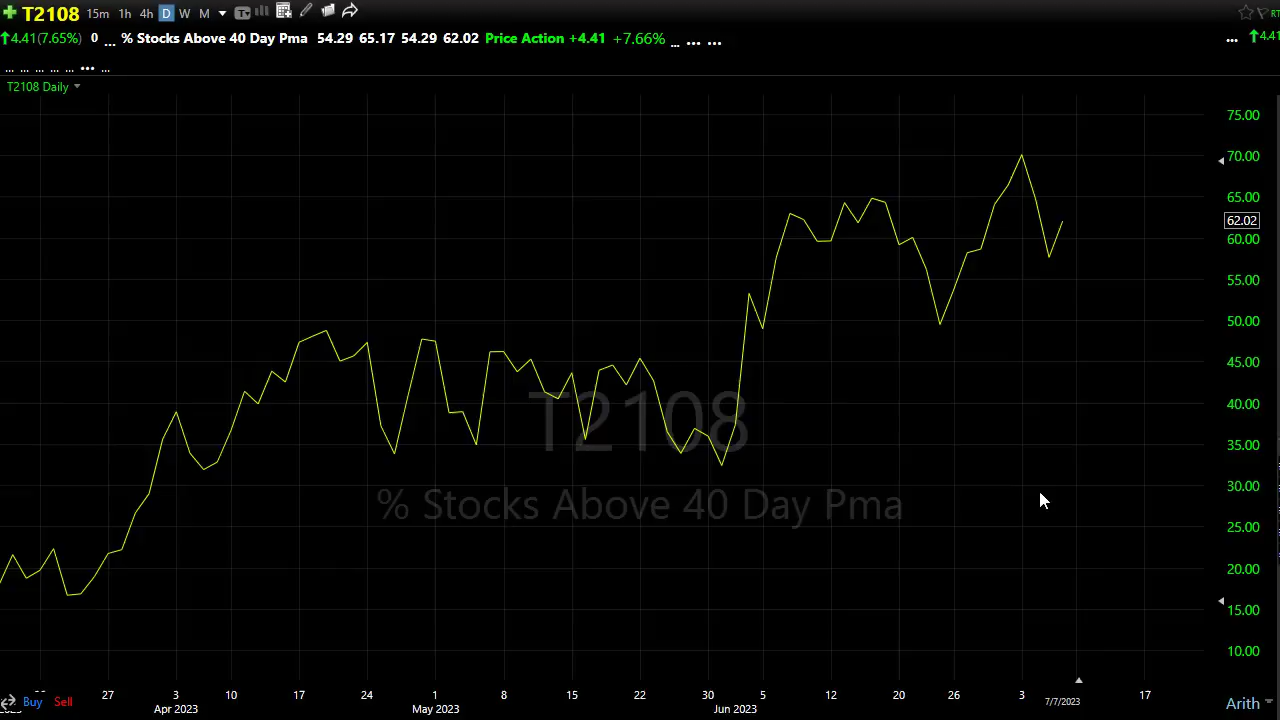 T2108 15m 1h 4h D W M T RT
4.41(7.65%) 0 ... % Stocks Above 40 Day Pma 54.29 65.17 54.29 62.02 Price Action +4.41 +7.66% ... ... ... ... 4.41
... ... ... ... ... ... ...
T2108 Daily
75.00
70.00
65.00
62.02
60.00
55.00
50.00
45.00
T2108
40.00
35.00
30.00
% Stocks Above 40 Day Pma
25.00
20.00
15.00
10.00
27 3 10 17 24 1 8 15 22 30 5 12 20 26 3 7/7/2023 17
Buy Sell Apr 2023 May 2023 Jun 2023 Arith